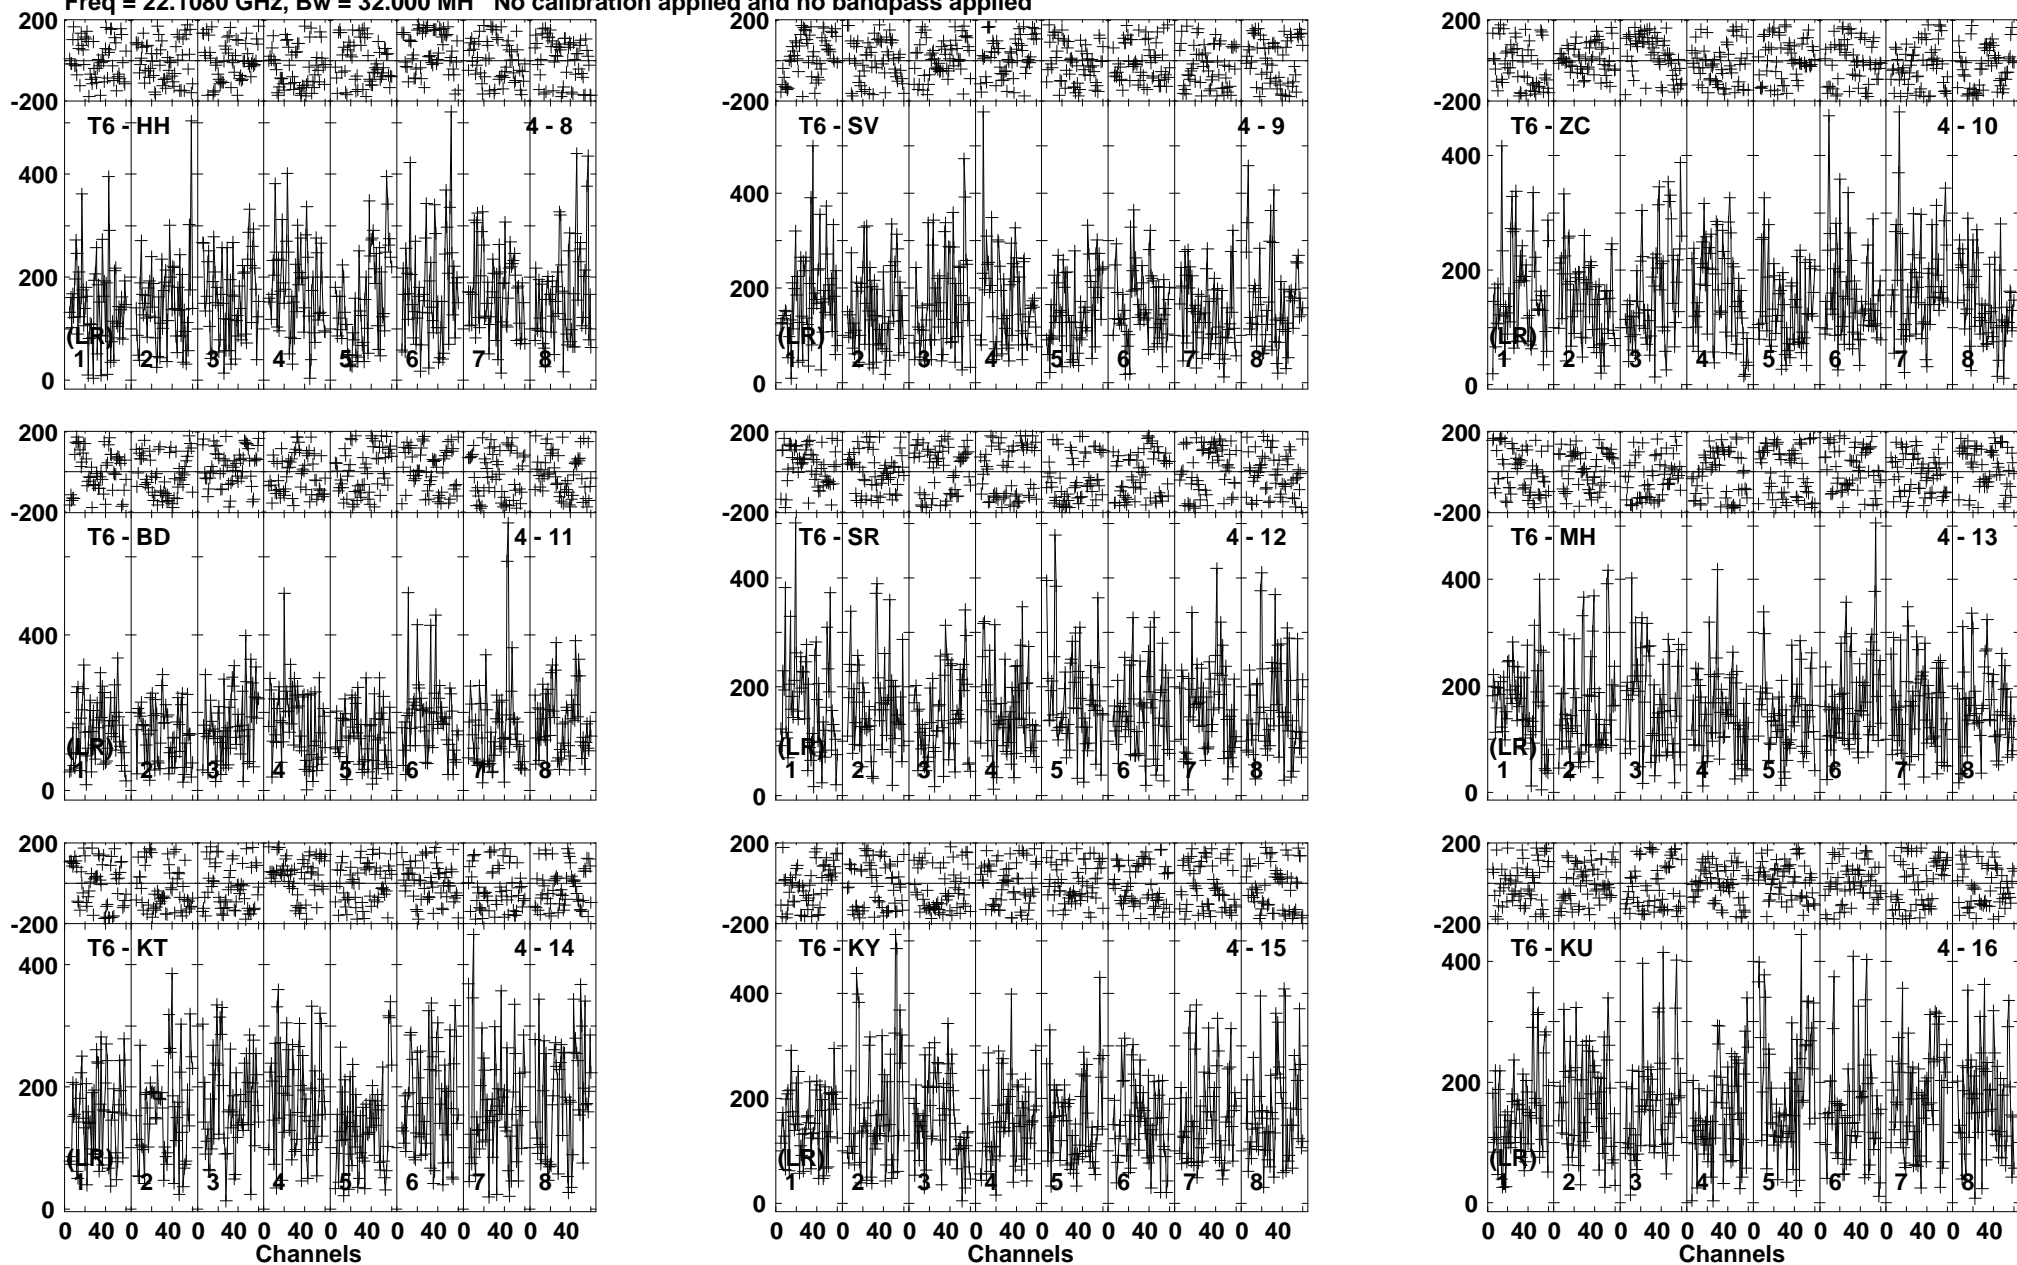 Freq = 22.1080 GHz, Bw = 32.000 MH No calibration applied and no bandpass applied
200
-200
T6 - HH 4 - 8
400
200
0
(LR)
1 2 3 4 5 6 7 8
200
-200
T6 - SV 4 - 9
400
200
0
(LR)
1 2 3 4 5 6 7 8
200
-200
T6 - ZC 4 - 10
400
200
0
(LR)
1 2 3 4 5 6 7 8
200
-200
T6 - BD 4 - 11
400
0
(LR)
1 2 3 4 5 6 7 8
200
-200
T6 - SR 4 - 12
400
200
0
(LR)
1 2 3 4 5 6 7 8
200
-200
T6 - MH 4 - 13
400
200
0
(LR)
1 2 3 4 5 6 7 8
200
-200
T6 - KT 4 - 14
400
200
0
(LR)
1 2 3 4 5 6 7 8
0 40 0 40 0 40 0 40 0 40 0 40 0 40 0 40
Channels
200
-200
T6 - KY 4 - 15
400
200
0
(LR)
1 2 3 4 5 6 7 8
0 40 0 40 0 40 0 40 0 40 0 40 0 40 0 40
Channels
200
-200
T6 - KU 4 - 16
400
200
0
(LR)
1 2 3 4 5 6 7 8
0 40 0 40 0 40 0 40 0 40 0 40 0 40 0 40
Channels